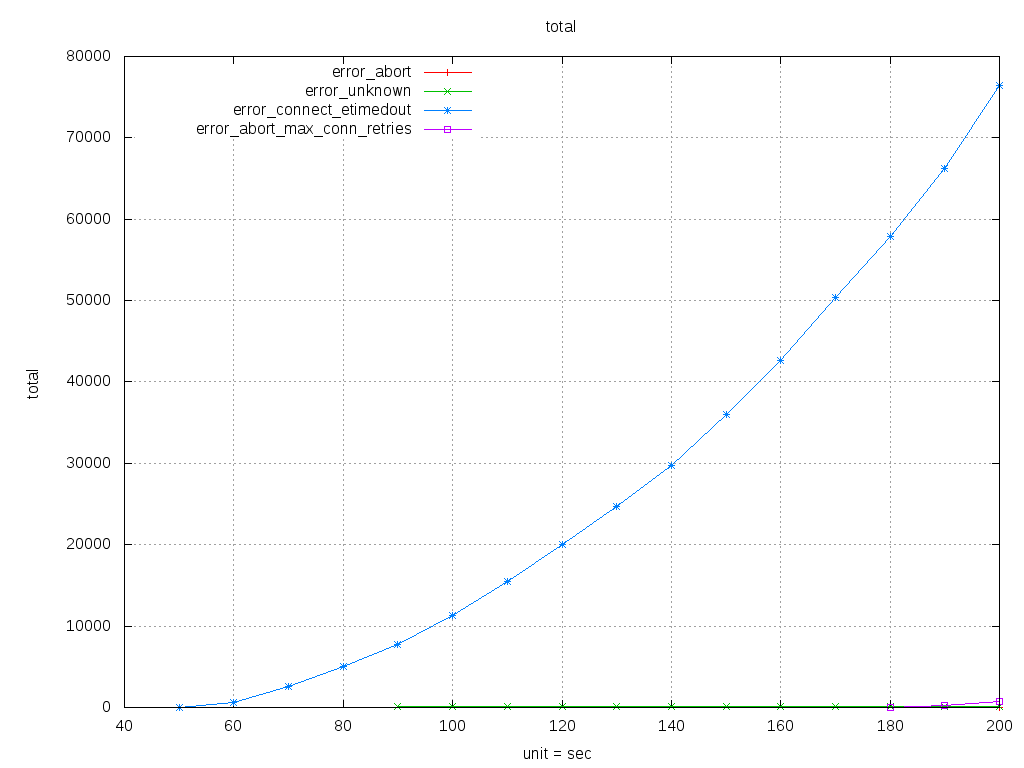 total
80000
70000
60000
50000
40000
30000
20000
10000
0
total
error_abort
error_unknown
error_connect_etimedout
error_abort_max_conn_retries
40 60 80 100 120 140 160 180 200
unit = sec